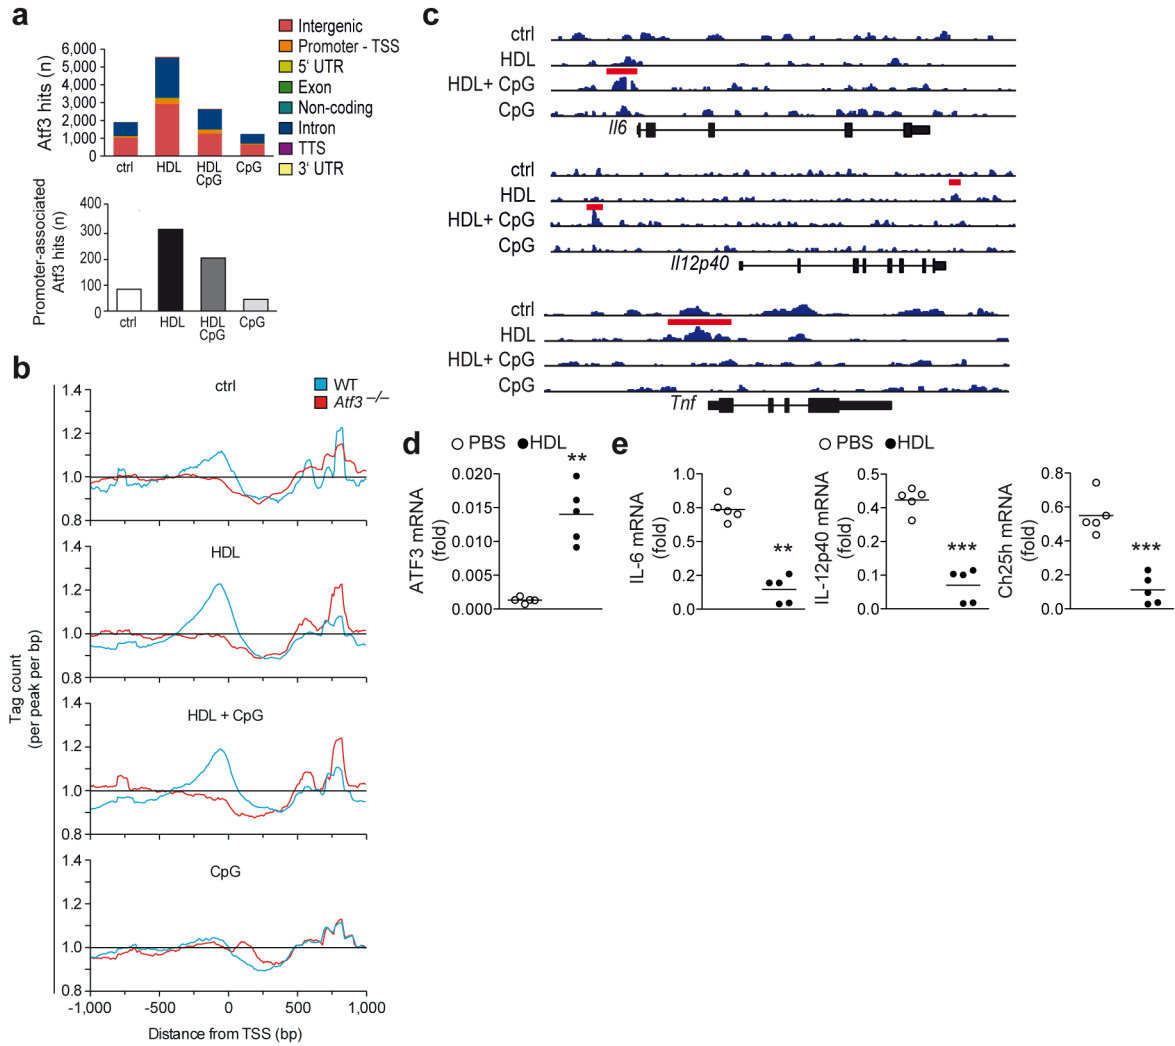 a
Atf3 hits (n)
6,000
5,000
4,000
3,000
2,000
1,000
0
ctrl HDL HDL CpG CpG
Intergenic
Promoter - TSS
5' UTR
Exon
Non-coding
Intron
TTS
3' UTR
Promoter-associated
Atf3 hits (n)
400
300
200
100
0
ctrl HDL HDL CpG CpG
b
Tag count
(per peak per bp)
ctrl
WT
Atf3 –/–
1.4
1.2
1.0
0.8
HDL
1.4
1.2
1.0
0.8
HDL + CpG
1.4
1.2
1.0
0.8
CpG
1.4
1.2
1.0
0.8
-1,000 -500 0 500 1,000
Distance from TSS (bp)
c
ctrl
HDL
HDL+ CpG
CpG
Il6
ctrl
HDL
HDL+ CpG
CpG
Il12p40
ctrl
HDL
HDL+ CpG
CpG
Tnf
d
PBS HDL
ATF3 mRNA
(fold)
0.020
0.015
0.010
0.005
0.000
**
e
PBS HDL
IL-6 mRNA
(fold)
1.0
0.8
0.5
0.2
0.0
**
IL-12p40 mRNA
(fold)
0.5
0.4
0.2
0.1
0.0
***
Ch25h mRNA
(fold)
0.8
0.6
0.4
0.2
0.0
***